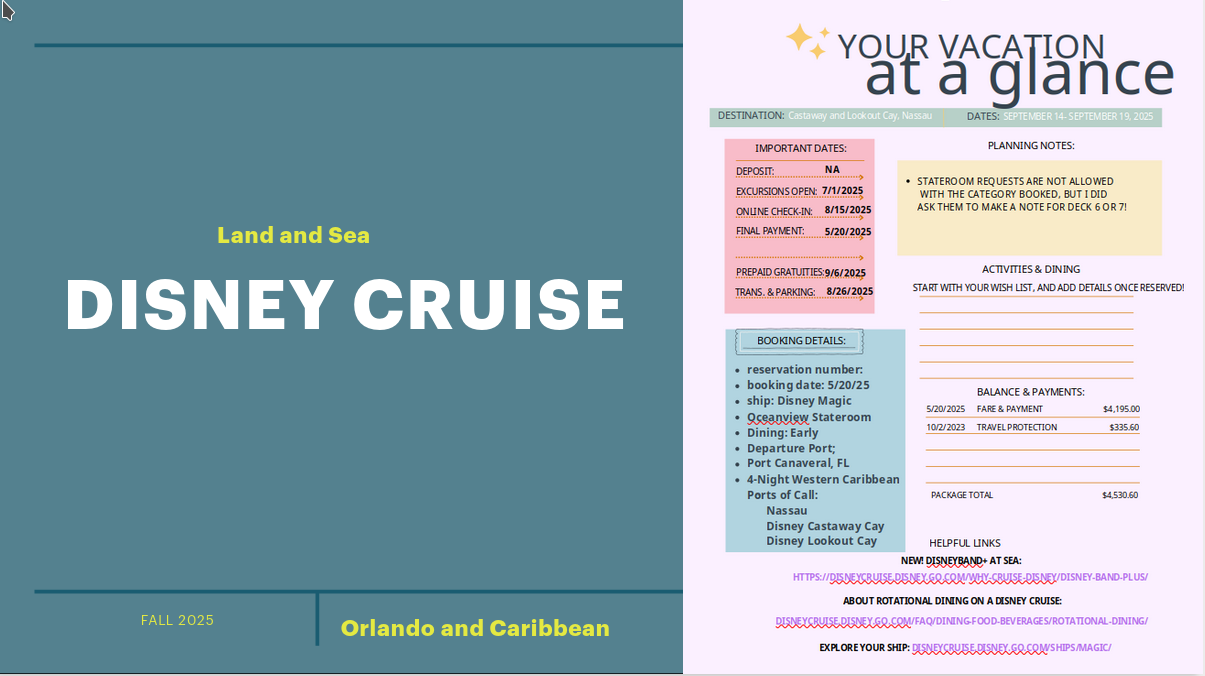 Land and Sea
DISNEY CRUISE
FALL 2025
Orlando and Caribbean
YOUR VACATION
at a glance
DESTINATION: Castaway and Lookout Cay, Nassau
DATES: SEPTEMBER 14- SEPTEMBER 19, 2025
IMPORTANT DATES:
DEPOSIT: NA
EXCURSIONS OPEN: 7/1/2025
ONLINE CHECK-IN: 8/15/2025
FINAL PAYMENT: 5/20/2025
PREPAID GRATUITIES: 9/6/2025
TRANS. & PARKING: 8/26/2025
BOOKING DETAILS:
• reservation number:
• booking date: 5/20/25
• ship: Disney Magic
• Oceanview Stateroom
• Dining: Early
• Departure Port;
• Port Canaveral, FL
• 4-Night Western Caribbean
Ports of Call:
Nassau
Disney Castaway Cay
Disney Lookout Cay
PLANNING NOTES:
• STATEROOM REQUESTS ARE NOT ALLOWED
WITH THE CATEGORY BOOKED, BUT I DID
ASK THEM TO MAKE A NOTE FOR DECK 6 OR 7!
ACTIVITIES & DINING
START WITH YOUR WISH LIST, AND ADD DETAILS ONCE RESERVED!
BALANCE & PAYMENTS:
5/20/2025 FARE & PAYMENT $4,195.00
10/2/2023 TRAVEL PROTECTION $335.60
PACKAGE TOTAL $4,530.60
HELPFUL LINKS
NEW! DISNEYBAND+ AT SEA:
HTTPS://DISNEYCRUISE.DISNEY.GO.COM/WHY-CRUISE-DISNEY/DISNEY-BAND-PLUS/
ABOUT ROTATIONAL DINING ON A DISNEY CRUISE:
DISNEYCRUISE.DISNEY.GO.COM/FAQ/DINING-FOOD-BEVERAGES/ROTATIONAL-DINING/
EXPLORE YOUR SHIP: DISNEYCRUISE.DISNEY.GO.COM/SHIPS/MAGIC/